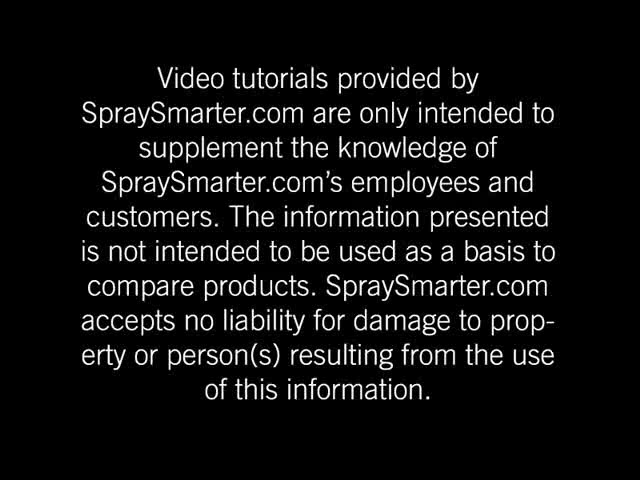 Video tutorials provided by
SpraySmarter.com are only intended to
supplement the knowledge of
SpraySmarter.com’s employees and
customers. The information presented
is not intended to be used as a basis to
compare products. SpraySmarter.com
accepts no liability for damage to prop-
erty or person(s) resulting from the use
of this information.